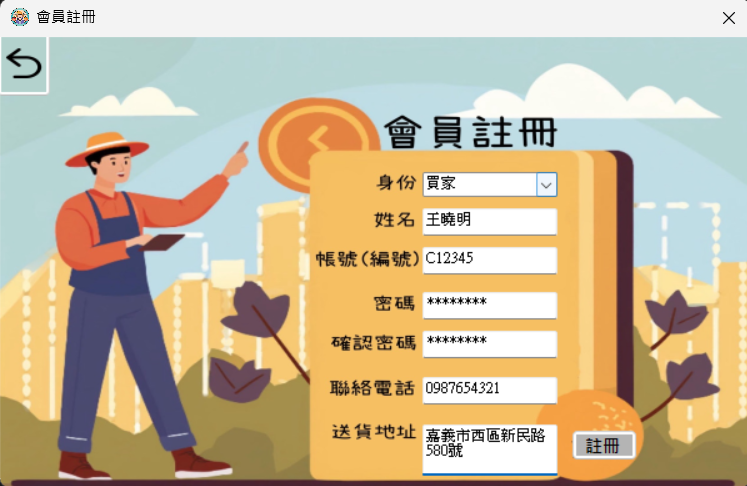 會員註冊
會員註冊
身份 買家
姓名 王曉明
帳號(編號) C12345
密碼 ********
確認密碼 ********
聯絡電話 0987654321
送貨地址 嘉義市西區新民路
580號
註冊